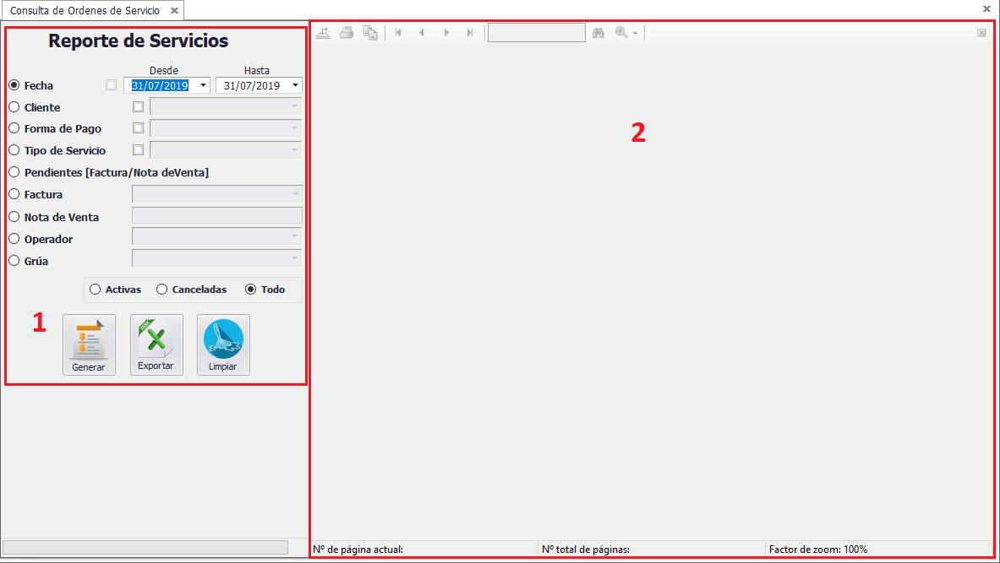 Consulta de Ordenes de Servicio
Reporte de Servicios
Desde Hasta
Fecha 31/07/2019 31/07/2019
Cliente
Forma de Pago
Tipo de Servicio
Pendientes [Factura/Nota deVenta]
Factura
Nota de Venta
Operador
Grúa
Activas Canceladas Todo
1
Generar Exportar Limpiar
2
Nº de página actual: Nº total de páginas: Factor de zoom: 100%